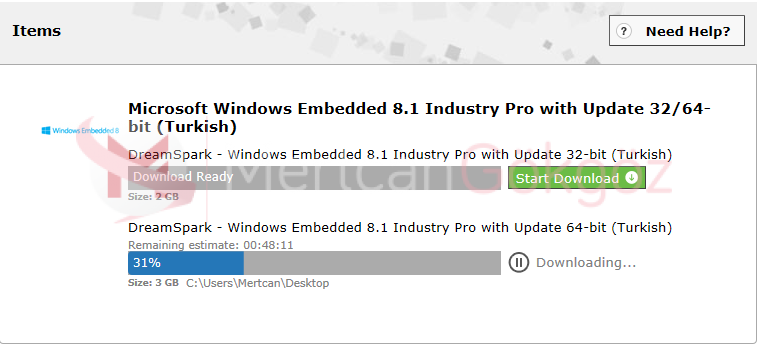 Items
? Need Help?
Microsoft Windows Embedded 8.1 Industry Pro with Update 32/64-
bit (Turkish)
Windows Embedded 8
DreamSpark - Windows Embedded 8.1 Industry Pro with Update 32-bit (Turkish)
Download Ready
Start Download
MertcanGökgöz
Size: 2 GB
DreamSpark - Windows Embedded 8.1 Industry Pro with Update 64-bit (Turkish)
Remaining estimate: 00:48:11
31%
Downloading...
Size: 3 GB C:\Users\Mertcan\Desktop